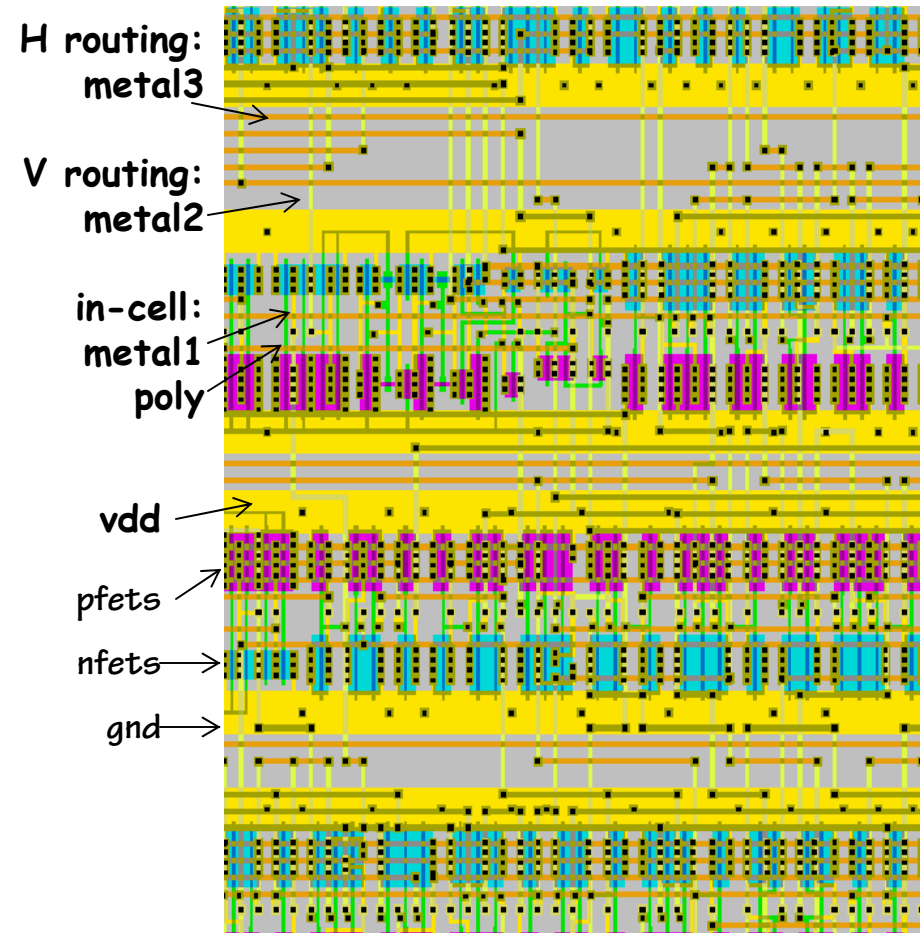 H routing:
metal3
V routing:
metal2
in-cell:
metal1
poly
vdd
pfets
nfets
gnd